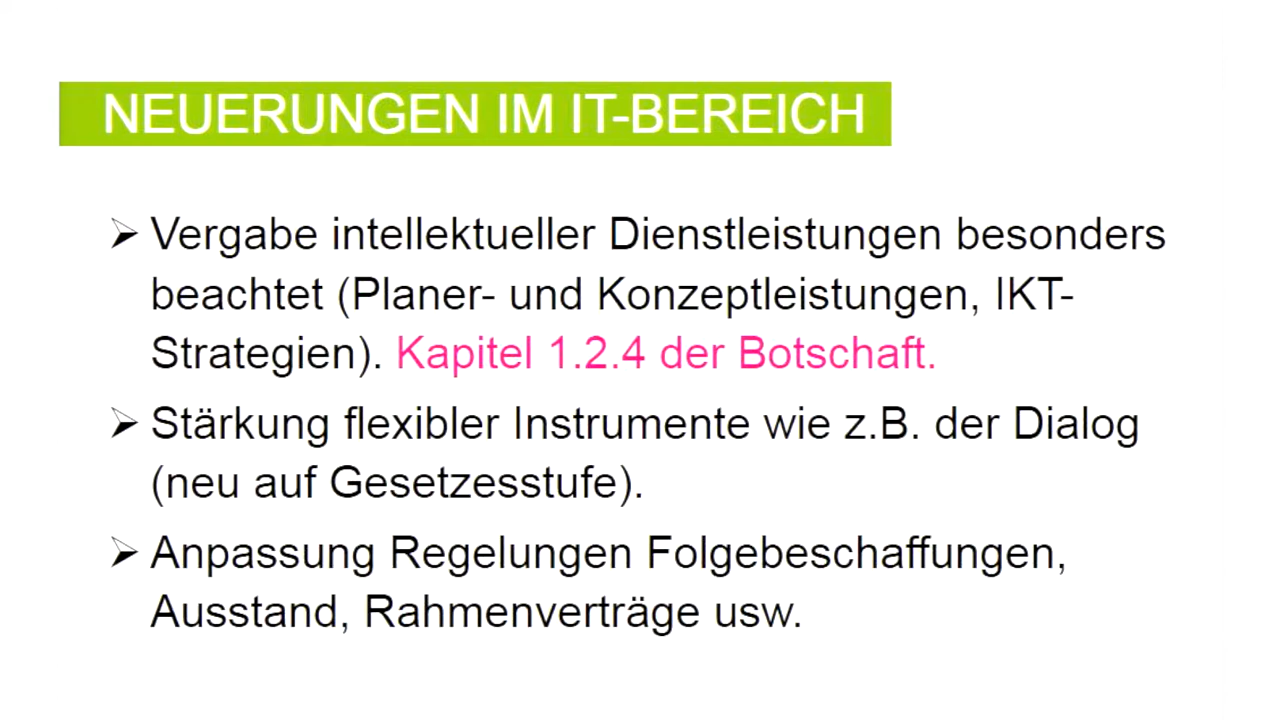 NEUERUNGEN IM IT-BEREICH
Vergabe intellektueller Dienstleistungen besonders
beachtet (Planer- und Konzeptleistungen, IKT-
Strategien). Kapitel 1.2.4 der Botschaft.
Stärkung flexibler Instrumente wie z.B. der Dialog
(neu auf Gesetzesstufe).
Anpassung Regelungen Folgebeschaffungen,
Ausstand, Rahmenverträge usw.